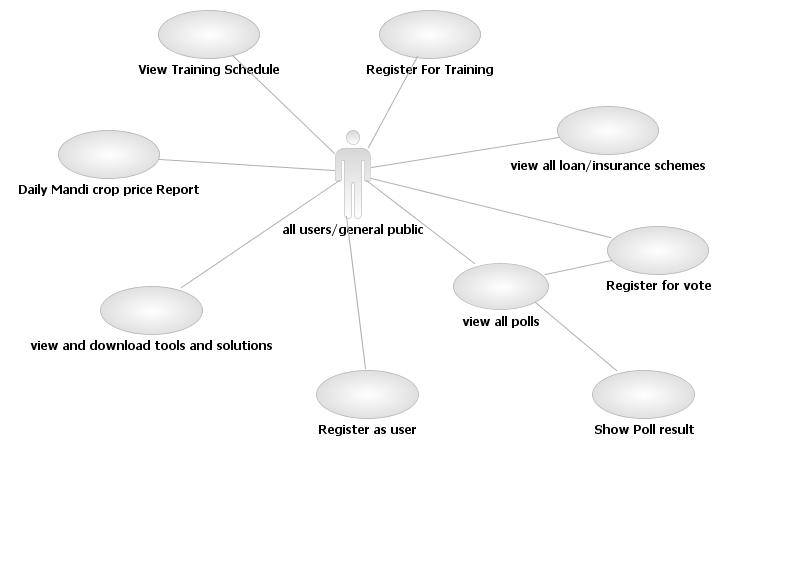 View Training Schedule
Register For Training
view all loan/insurance schemes
Daily Mandi crop price Report
all users/general public
Register for vote
view all polls
view and download tools and solutions
Register as user
Show Poll result